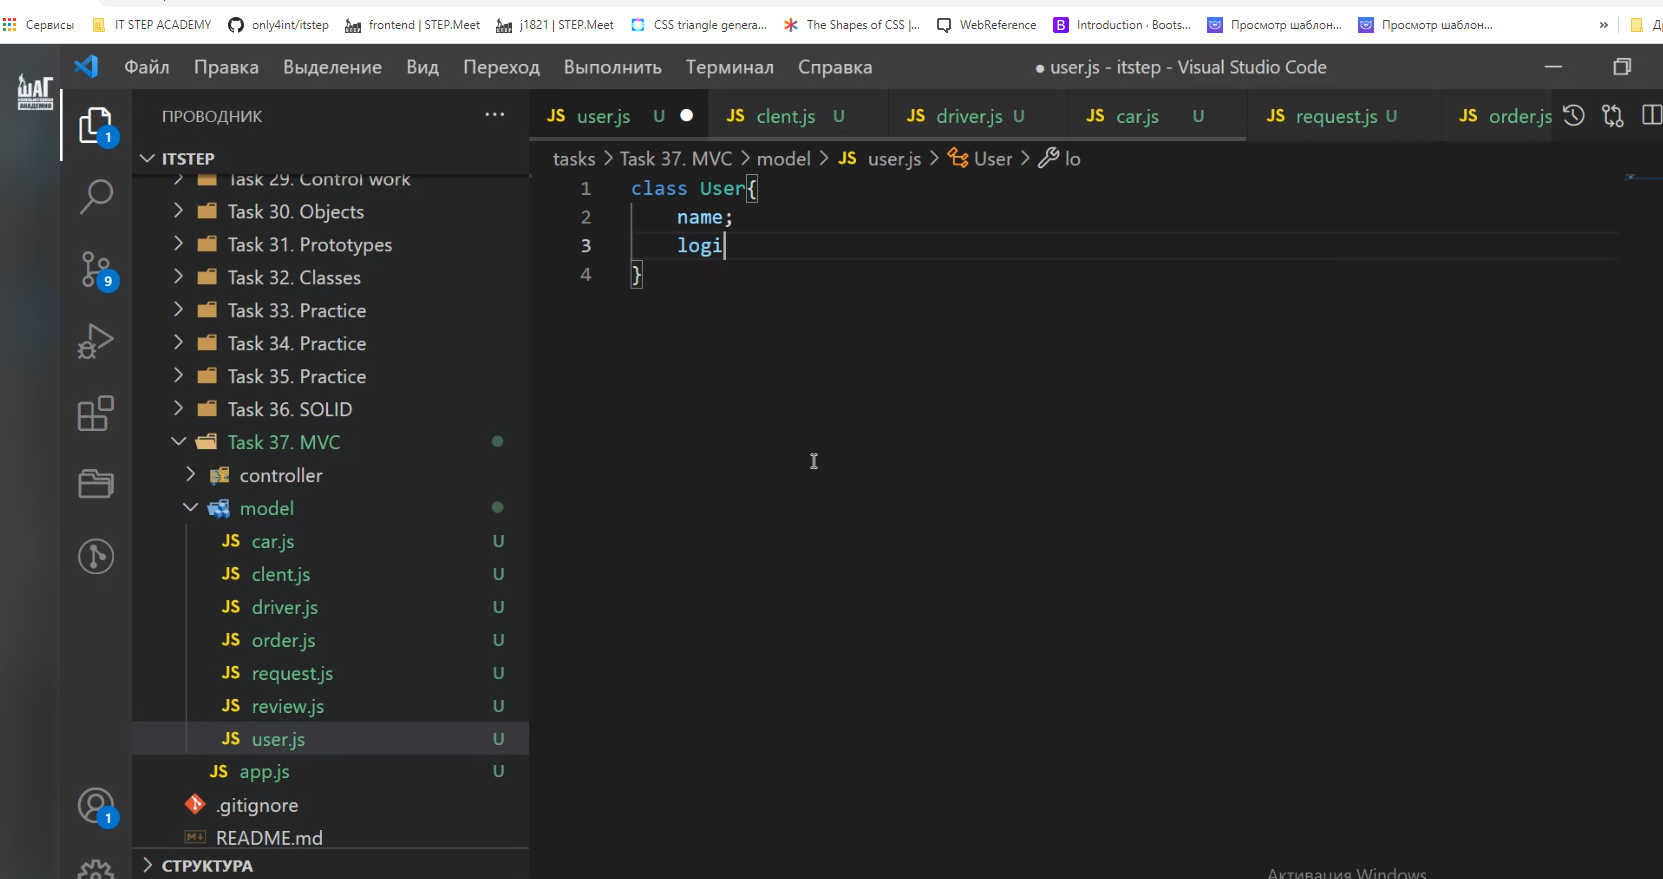 Сервисы IT STEP ACADEMY only4int/itstep frontend | STEP.Meet j1821 | STEP.Meet CSS triangle genera... The Shapes of CSS |... WebReference Introduction · Boots... Просмотр шаблон... Просмотр шаблон... »
ШАГ
Файл Правка Выделение Вид Переход Выполнить Терминал Справка ● user.js - itstep - Visual Studio Code
ПРОВОДНИК ...
JS user.js U ● JS clent.js U JS driver.js U JS car.js U JS request.js U JS order.js
1
ITSTEP
tasks > Task 37. MVC > model > JS user.js > User > lo
Task 29. Control work
1 class User{
Task 30. Objects
2 name;
Task 31. Prototypes
3 logi
Task 32. Classes
4 }
9
Task 33. Practice
Task 34. Practice
Task 35. Practice
Task 36. SOLID
Task 37. MVC
controller
model
JS car.js U
JS clent.js U
JS driver.js U
JS order.js U
JS request.js U
JS review.js U
JS user.js U
JS app.js U
.gitignore
1
README.md
СТРУКТУРА
Активация Windows